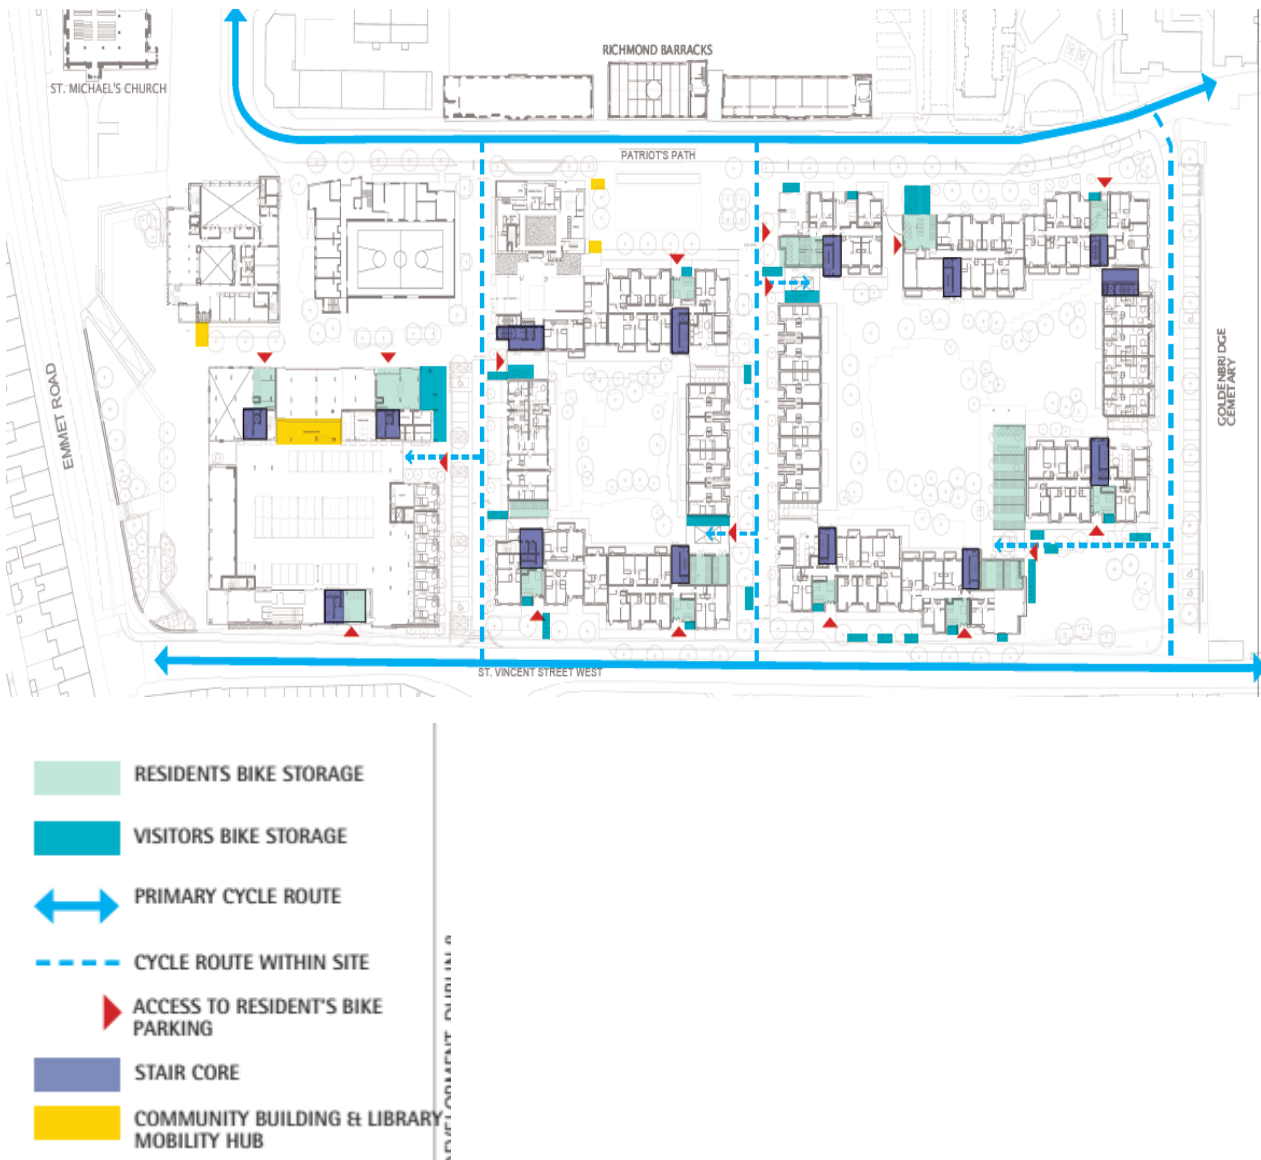 RICHMOND BARRACKS
ST. MICHAEL'S CHURCH
PATRIOT'S PATH
EMMET ROAD
GOLDENBRIDGE
CEMETARY
ST. VINCENT STREET WEST
RESIDENTS BIKE STORAGE
VISITORS BIKE STORAGE
PRIMARY CYCLE ROUTE
CYCLE ROUTE WITHIN SITE
ACCESS TO RESIDENT'S BIKE
PARKING
STAIR CORE
COMMUNITY BUILDING & LIBRARY
MOBILITY HUB